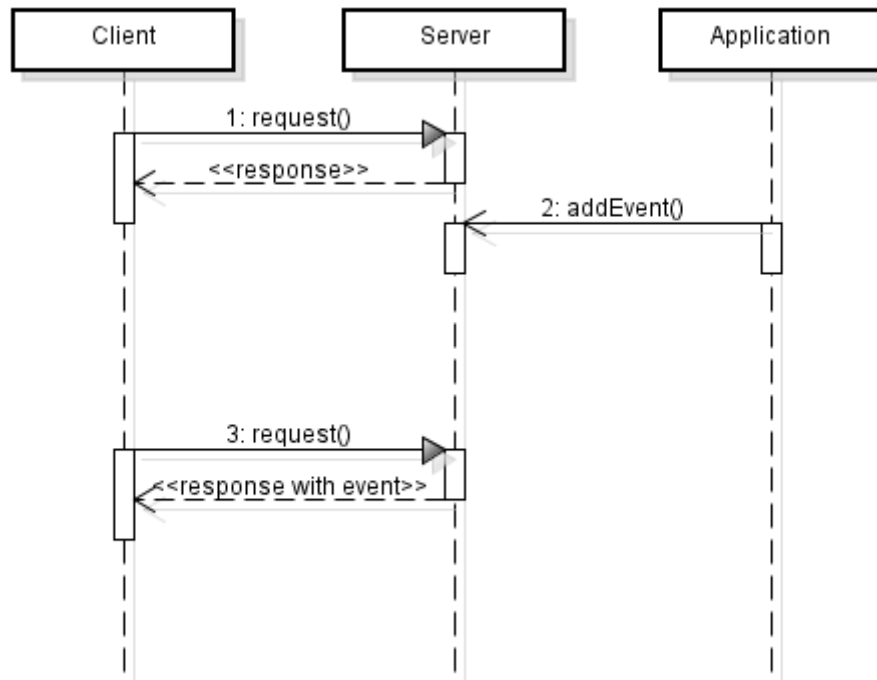 Client
Server
Application
1: request()
<<response>>
2: addEvent()
3: request()
<<response with event>>